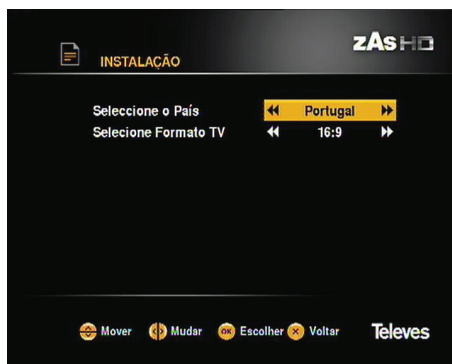 zAs HD
INSTALAÇÃO
Seleccione o País Portugal
Selecione Formato TV 16:9
Mover Mudar OK Escolher Voltar Televes